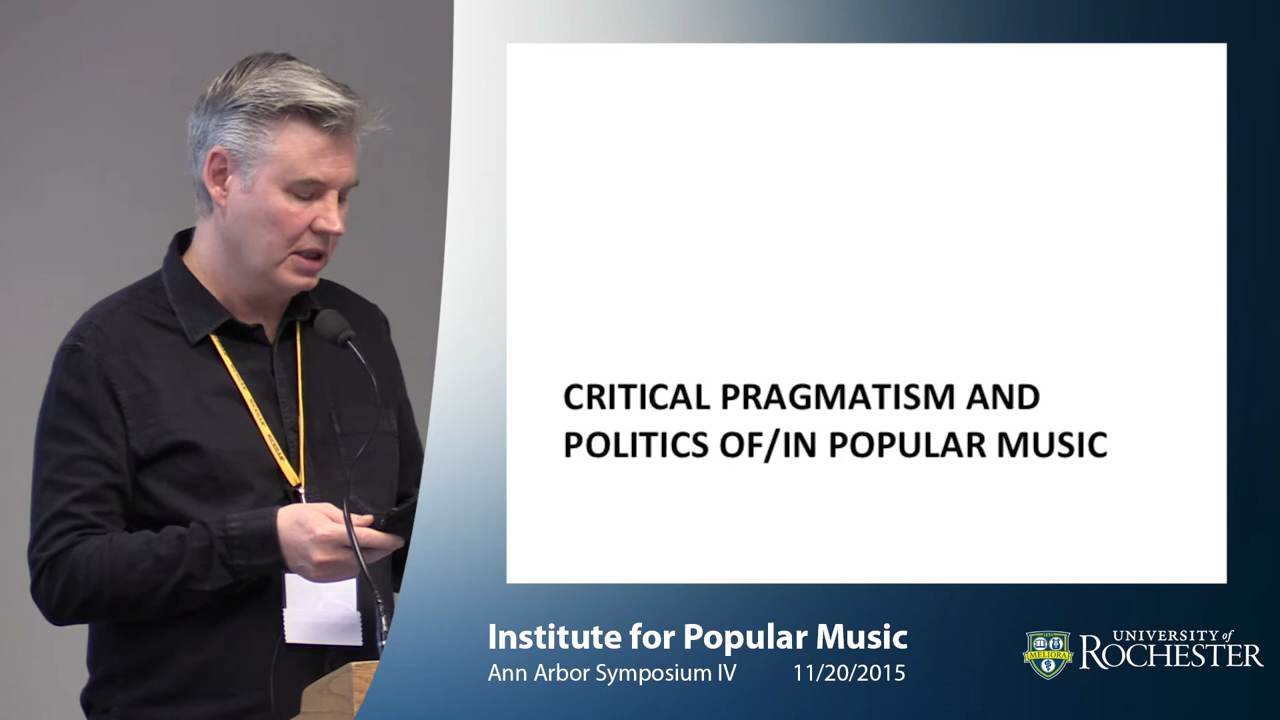 CRITICAL PRAGMATISM AND
POLITICS OF/IN POPULAR MUSIC
Institute for Popular Music
Ann Arbor Symposium IV 11/20/2015
MELIORA
UNIVERSITY of
ROCHESTER